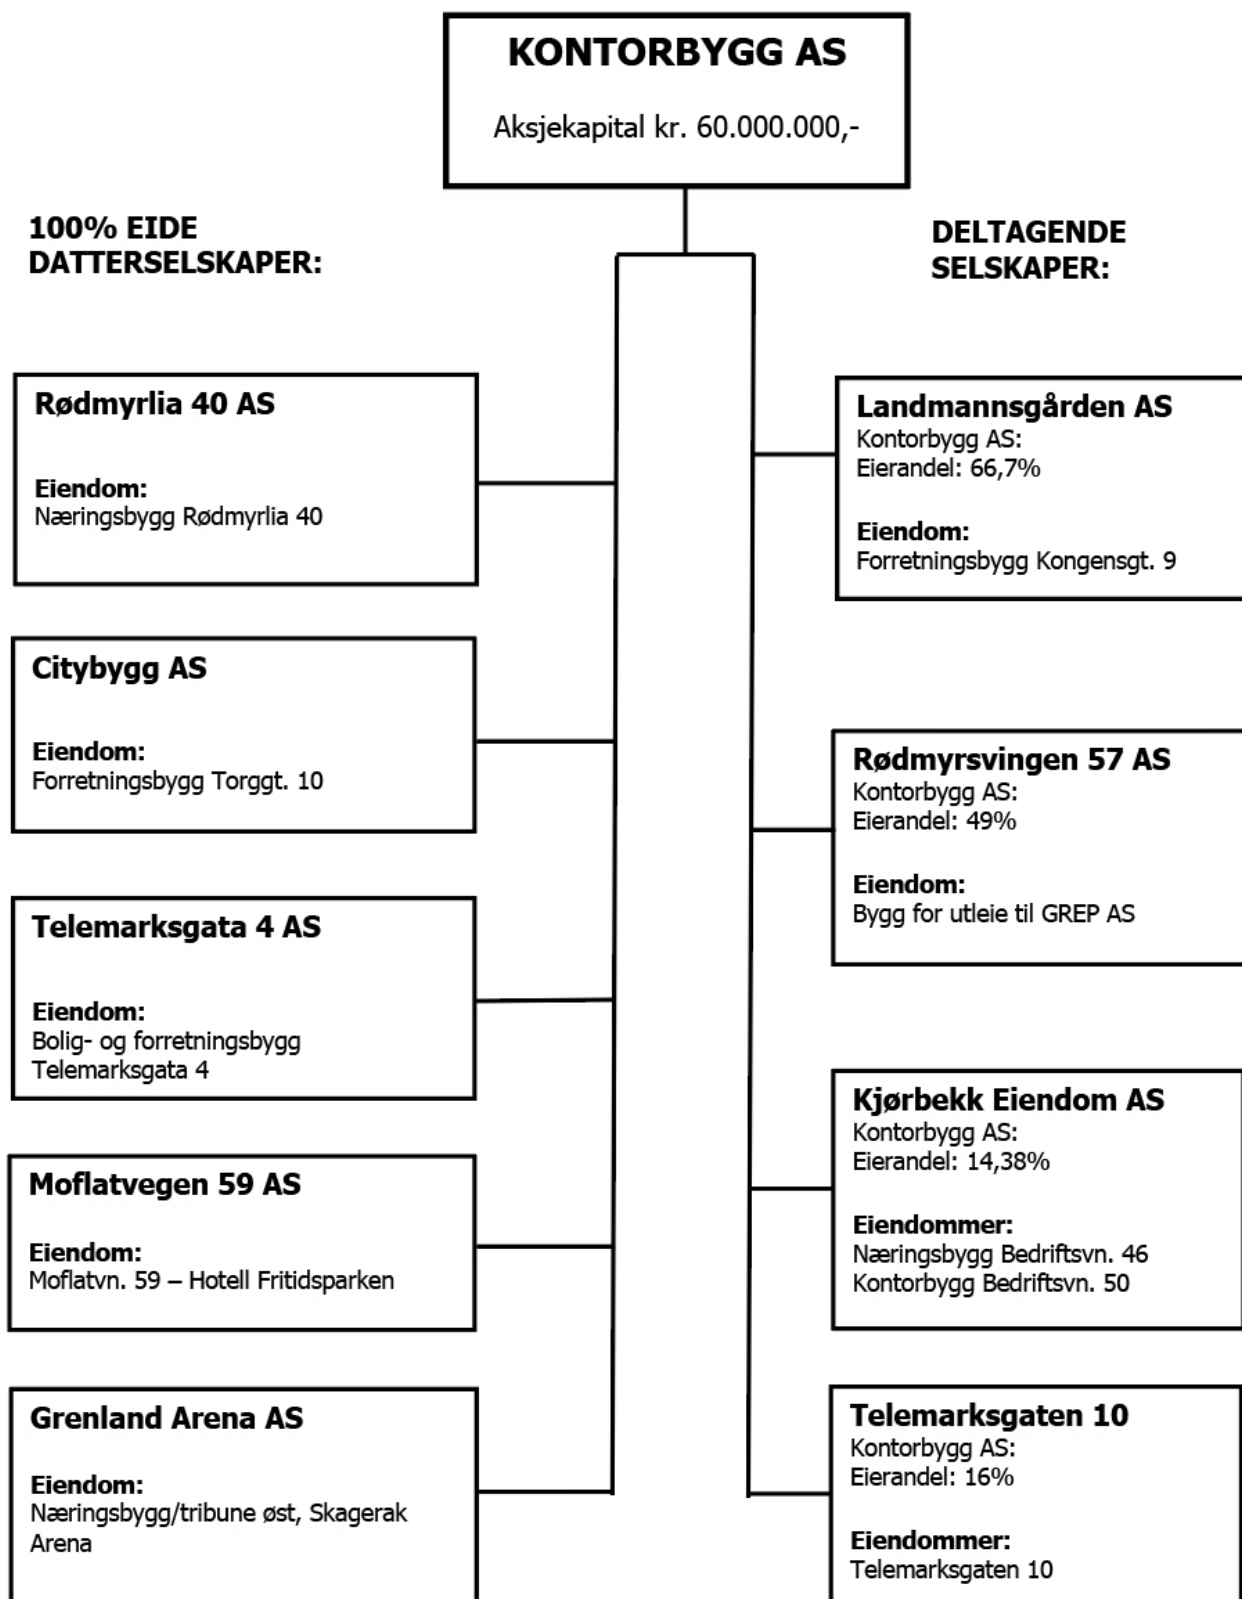 KONTORBYGG AS
Aksjekapital kr. 60.000.000,-
100% EIDE
DATTERSELSKAPER:
Rødmyrlia 40 AS
Eiendom:
Næringsbygg Rødmyrlia 40
Citybygg AS
Eiendom:
Forretningsbygg Torggt. 10
Telemarksgata 4 AS
Eiendom:
Bolig- og forretningsbygg
Telemarksgata 4
Moflatvegen 59 AS
Eiendom:
Moflatvn. 59 – Hotell Fritidsparken
Grenland Arena AS
Eiendom:
Næringsbygg/tribune øst, Skagerak
Arena
DELTAGENDE
SELSKAPER:
Landmannsgården AS
Kontorbygg AS:
Eierandel: 66,7%
Eiendom:
Forretningsbygg Kongensgt. 9
Rødmyrsvingen 57 AS
Kontorbygg AS:
Eierandel: 49%
Eiendom:
Bygg for utleie til GREP AS
Kjørbekk Eiendom AS
Kontorbygg AS:
Eierandel: 14,38%
Eiendommer:
Næringsbygg Bedriftsvn. 46
Kontorbygg Bedriftsvn. 50
Telemarksgaten 10
Kontorbygg AS:
Eierandel: 16%
Eiendommer:
Telemarksgaten 10